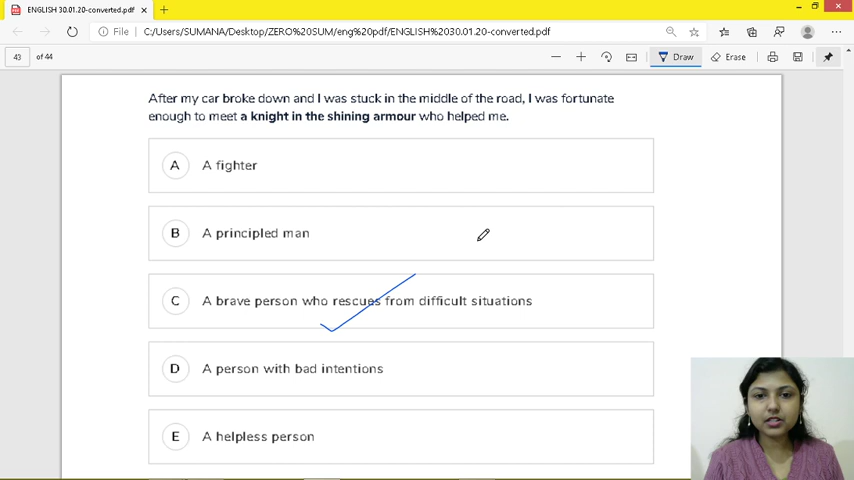 ENGLISH 30.01.20-converted.pdf
File
C:/Users/SUMANA/Desktop/ZERO%20SUM/eng%20pdf/ENGLISH%2030.01.20-converted.pdf
43 of 44
Draw
Erase
After my car broke down and I was stuck in the middle of the road, I was fortunate
enough to meet a knight in the shining armour who helped me.
A A fighter
B A principled man
C A brave person who rescues from difficult situations
D A person with bad intentions
E A helpless person